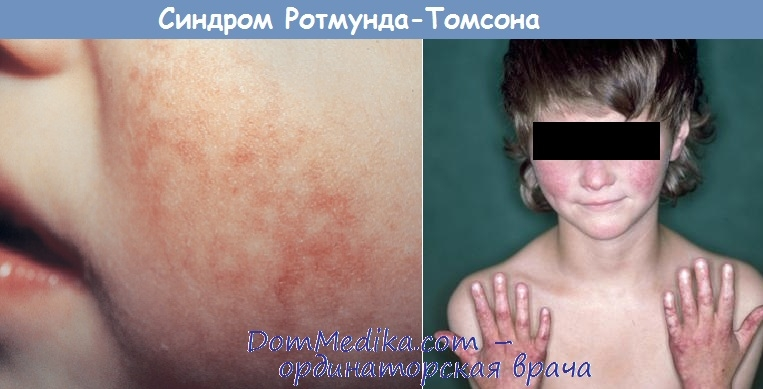 Синдром Ротмунда-Томсона
DomMedika.com –
ординаторская врача